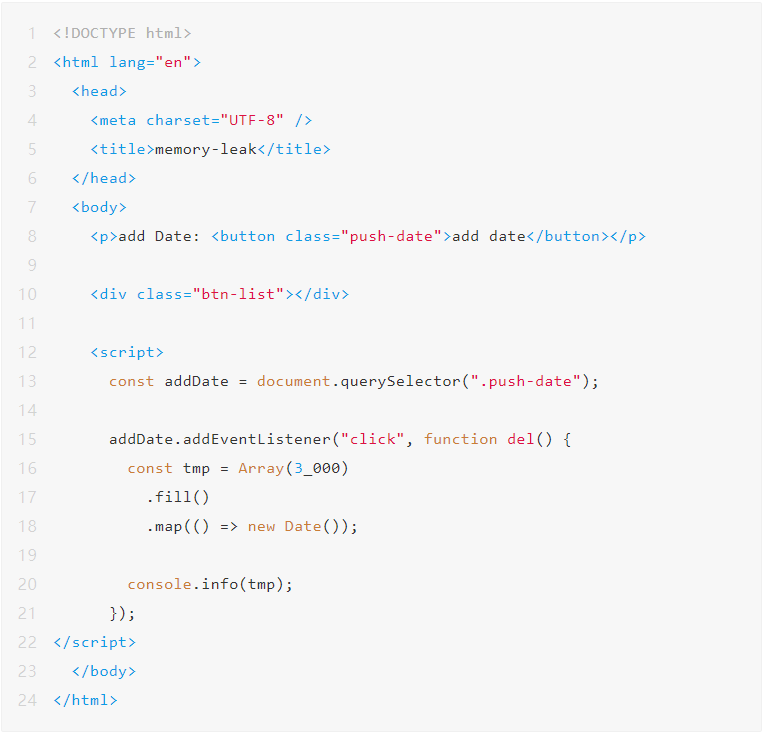 1 <!DOCTYPE html>
2 <html lang="en">
3   <head>
4     <meta charset="UTF-8" />
5     <title>memory-leak</title>
6   </head>
7   <body>
8     <p>add Date: <button class="push-date">add date</button></p>
9
10     <div class="btn-list"></div>
11
12     <script>
13       const addDate = document.querySelector(".push-date");
14
15       addDate.addEventListener("click", function del() {
16         const tmp = Array(3_000)
17           .fill()
18           .map(() => new Date());
19
20         console.info(tmp);
21       });
22 </script>
23   </body>
24 </html>